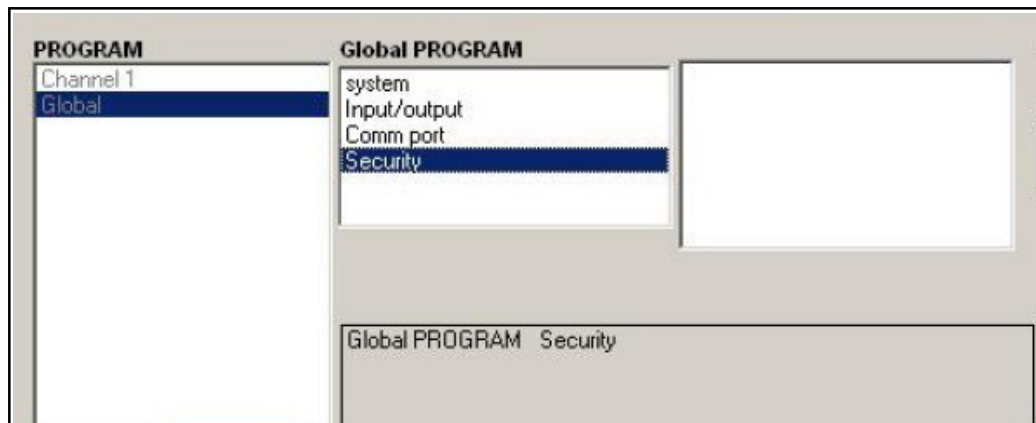 PROGRAM
Channel 1
Global
Global PROGRAM
system
Input/output
Comm port
Security
Global PROGRAM Security